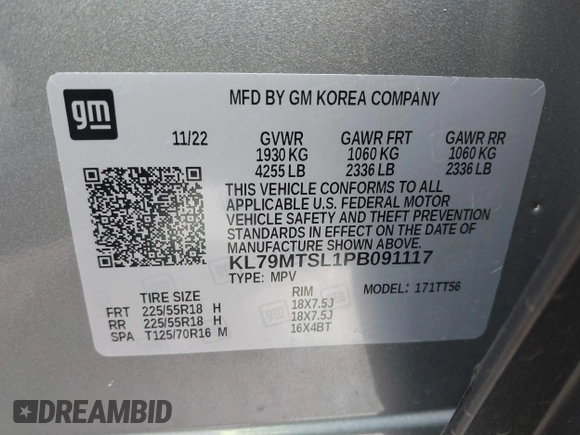 gm
MFD BY GM KOREA COMPANY
11/22 GVWR GAWR FRT GAWR RR
1930 KG 1060 KG 1060 KG
4255 LB 2336 LB 2336 LB
THIS VEHICLE CONFORMS TO ALL
APPLICABLE U.S. FEDERAL MOTOR
VEHICLE SAFETY AND THEFT PREVENTION
STANDARDS IN EFFECT ON THE DATE OF
MANUFACTURE SHOWN ABOVE.
KL79MTSL1PB091117
TYPE: MPV MODEL: 171TT56
TIRE SIZE RIM
FRT 225/55R18 H 18X7.5J
RR 225/55R18 H 18X7.5J
SPA T125/70R16 M 16X4BT
DREAMBID